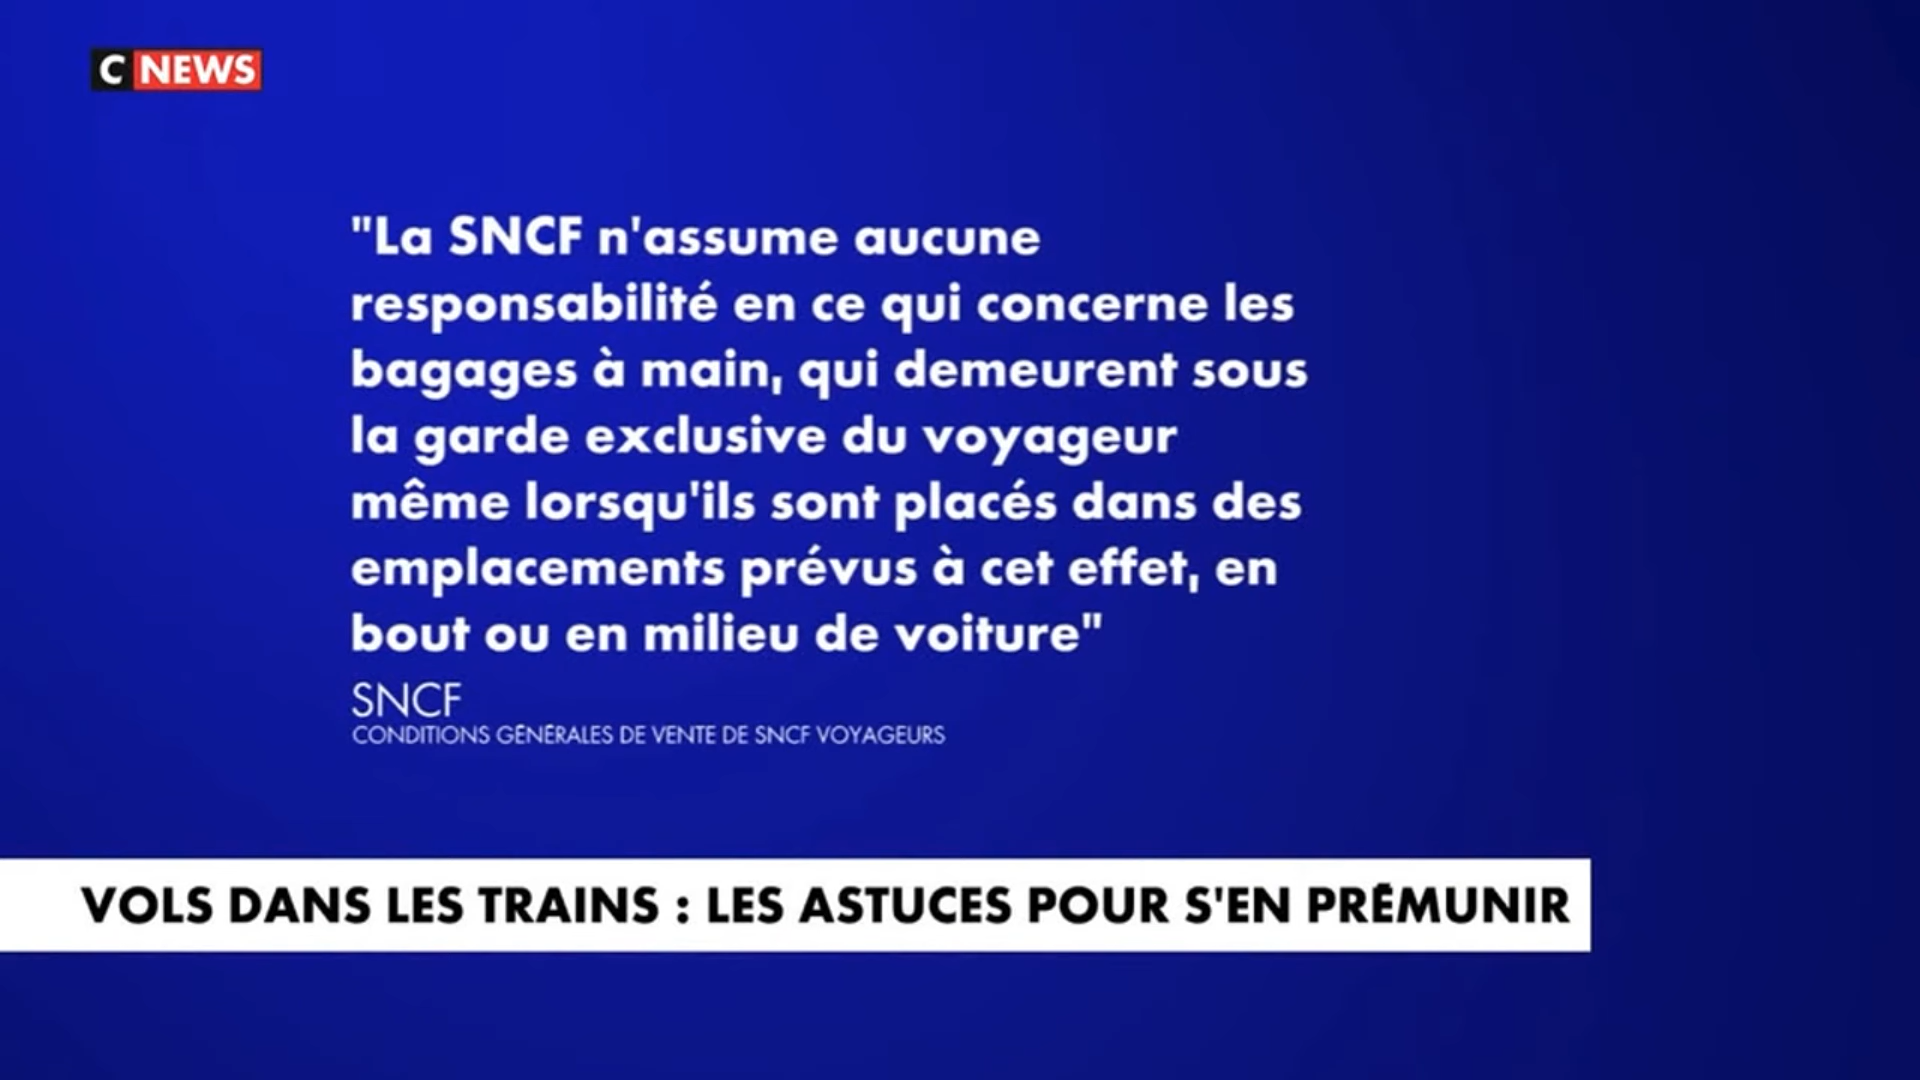 C NEWS
"La SNCF n'assume aucune
responsabilité en ce qui concerne les
bagages à main, qui demeurent sous
la garde exclusive du voyageur
même lorsqu'ils sont placés dans des
emplacements prévus à cet effet, en
bout ou en milieu de voiture"
SNCF
CONDITIONS GÉNÉRALES DE VENTE DE SNCF VOYAGEURS
VOLS DANS LES TRAINS : LES ASTUCES POUR S'EN PRÉMUNIR